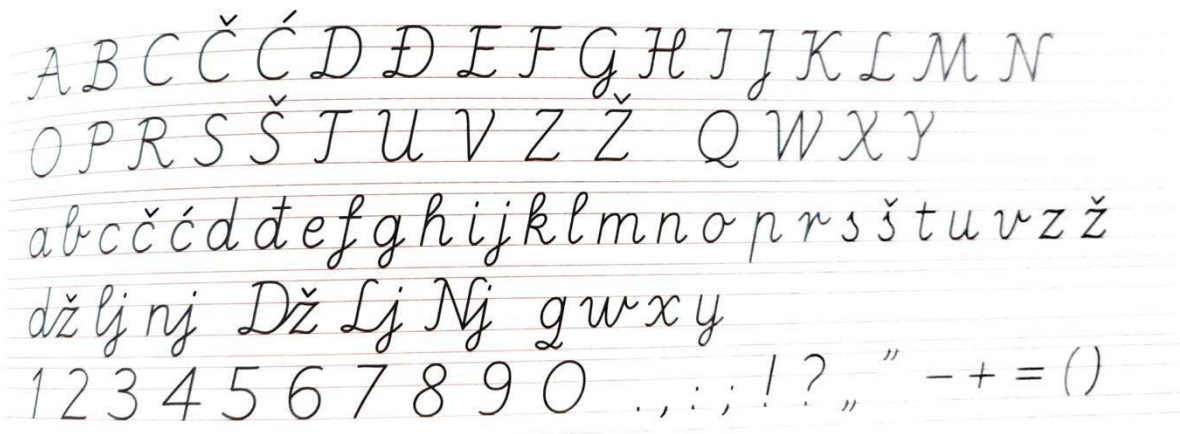 A B C Č Ć D Đ E F G H I J K L M N
O P R S Š T U V Z Ž Q W X Y
a b c č ć d đ e f g h i j k l m n o p r s š t u v z ž
dž lj nj Dž Lj Nj q w x y
1 2 3 4 5 6 7 8 9 0 . , : ; ! ? „ ” - + = ( )